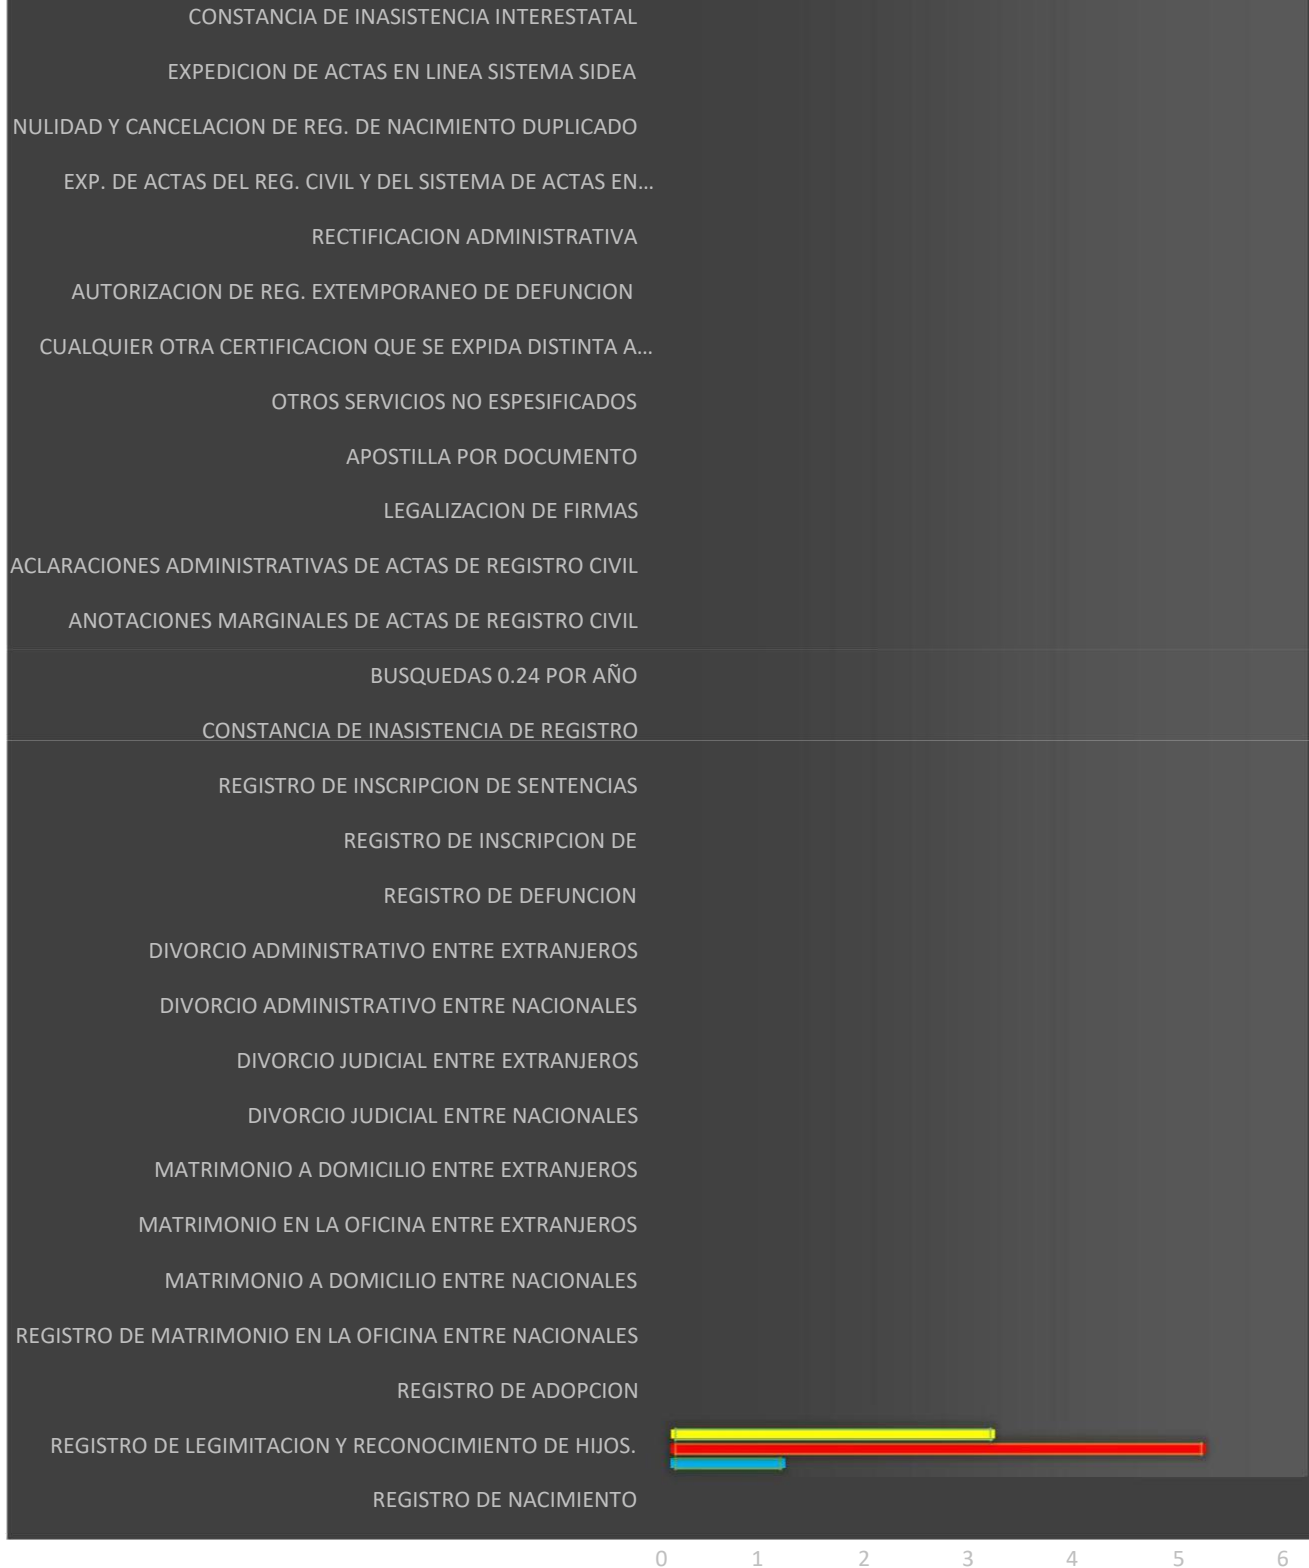 CONSTANCIA DE INASISTENCIA INTERESTATAL
EXPEDICION DE ACTAS EN LINEA SISTEMA SIDEA
NULIDAD Y CANCELACION DE REG. DE NACIMIENTO DUPLICADO
EXP. DE ACTAS DEL REG. CIVIL Y DEL SISTEMA DE ACTAS EN...
RECTIFICACION ADMINISTRATIVA
AUTORIZACION DE REG. EXTEMPORANEO DE DEFUNCION
CUALQUIER OTRA CERTIFICACION QUE SE EXPIDA DISTINTA A...
OTROS SERVICIOS NO ESPESIFICADOS
APOSTILLA POR DOCUMENTO
LEGALIZACION DE FIRMAS
ACLARACIONES ADMINISTRATIVAS DE ACTAS DE REGISTRO CIVIL
ANOTACIONES MARGINALES DE ACTAS DE REGISTRO CIVIL
BUSQUEDAS 0.24 POR AÑO
CONSTANCIA DE INASISTENCIA DE REGISTRO
REGISTRO DE INSCRIPCION DE SENTENCIAS
REGISTRO DE INSCRIPCION DE
REGISTRO DE DEFUNCION
DIVORCIO ADMINISTRATIVO ENTRE EXTRANJEROS
DIVORCIO ADMINISTRATIVO ENTRE NACIONALES
DIVORCIO JUDICIAL ENTRE EXTRANJEROS
DIVORCIO JUDICIAL ENTRE NACIONALES
MATRIMONIO A DOMICILIO ENTRE EXTRANJEROS
MATRIMONIO EN LA OFICINA ENTRE EXTRANJEROS
MATRIMONIO A DOMICILIO ENTRE NACIONALES
REGISTRO DE MATRIMONIO EN LA OFICINA ENTRE NACIONALES
REGISTRO DE ADOPCION
REGISTRO DE LEGIMITACION Y RECONOCIMIENTO DE HIJOS.
REGISTRO DE NACIMIENTO
0 1 2 3 4 5 6